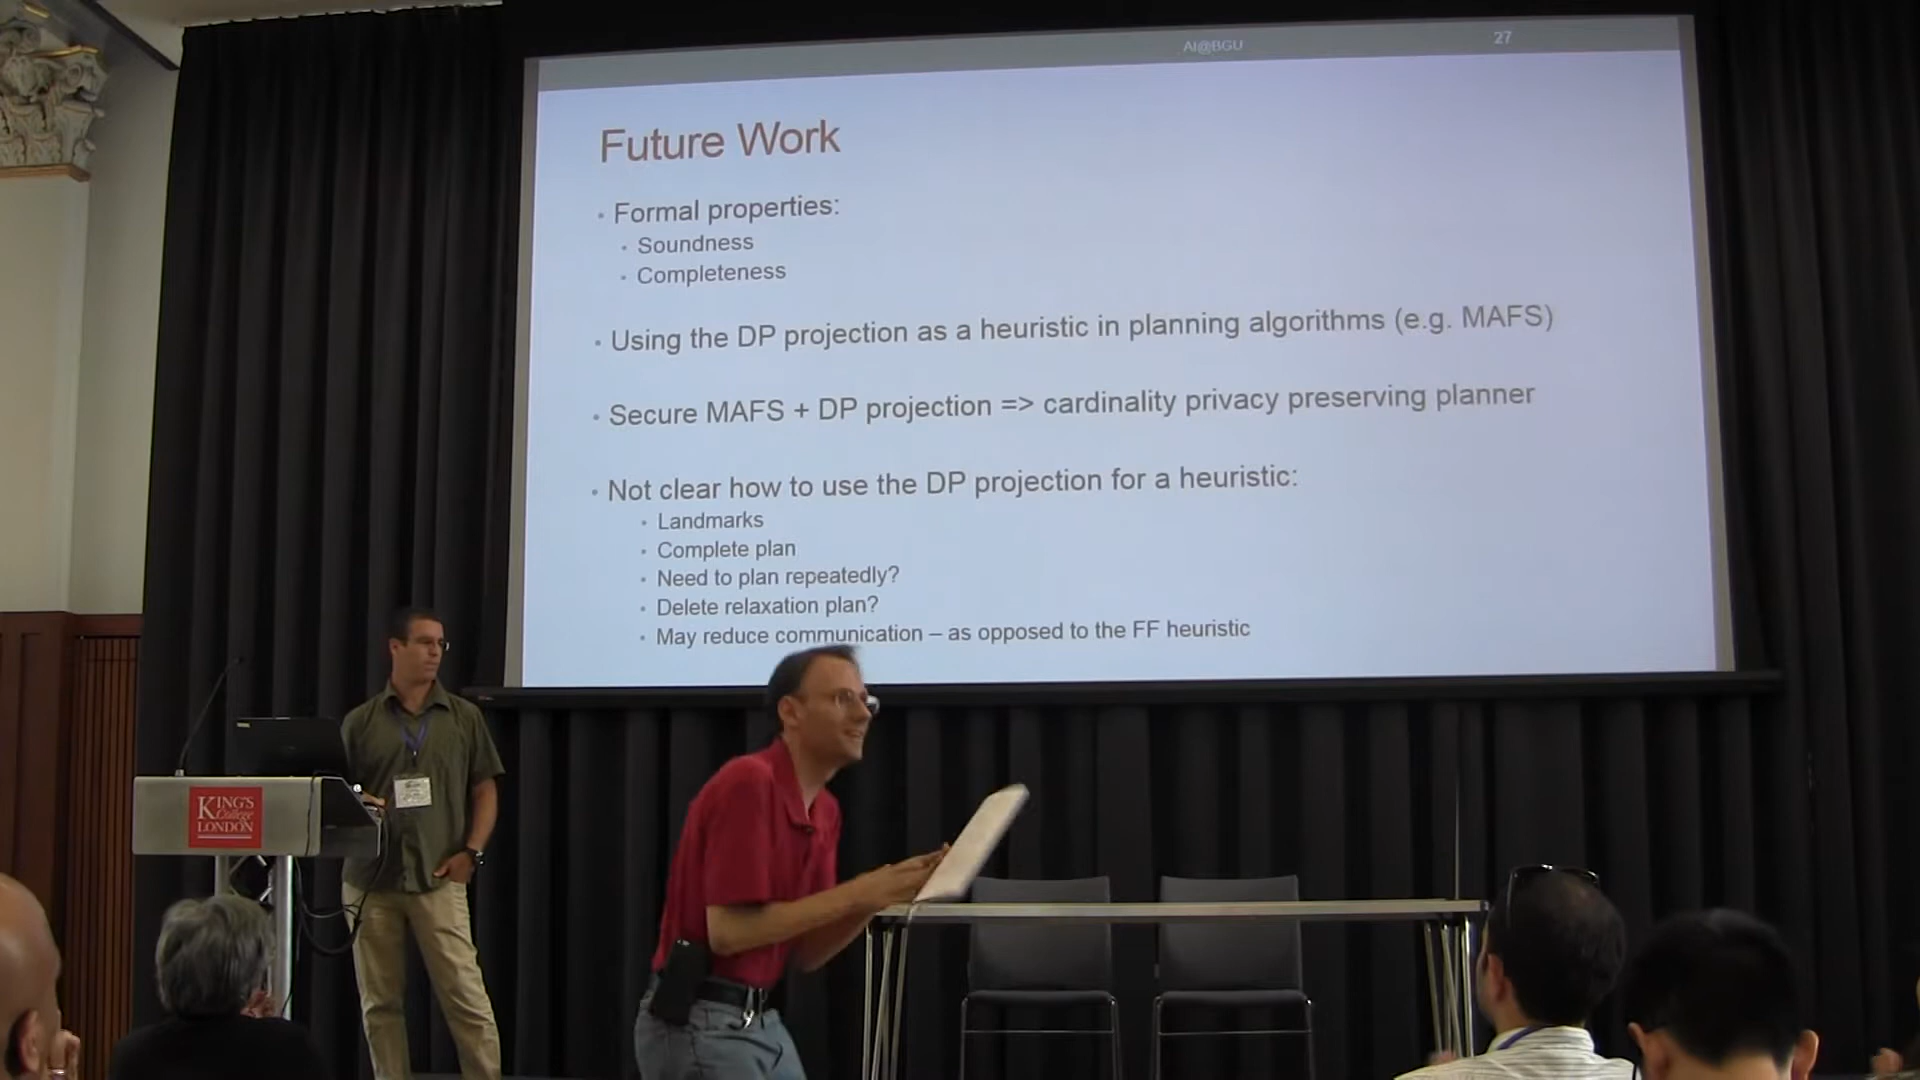 AI@BGU
27
Future Work
• Formal properties:
• Soundness
• Completeness
• Using the DP projection as a heuristic in planning algorithms (e.g. MAFS)
• Secure MAFS + DP projection => cardinality privacy preserving planner
• Not clear how to use the DP projection for a heuristic:
• Landmarks
• Complete plan
• Need to plan repeatedly?
• Delete relaxation plan?
• May reduce communication – as opposed to the FF heuristic
KING'S
College
LONDON